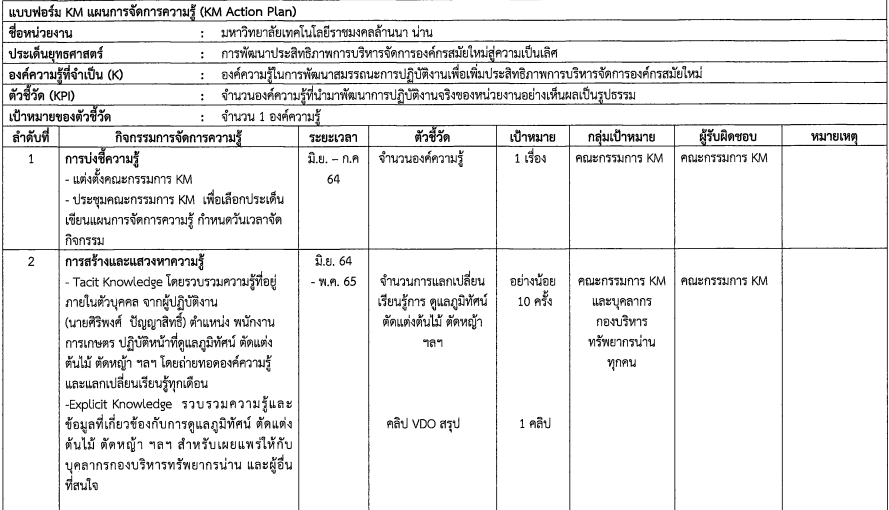 แบบฟอร์ม KM แผนการจัดการความรู้ (KM Action Plan)
ชื่อหน่วยงาน : มหาวิทยาลัยเทคโนโลยีราชมงคลล้านนา น่าน
ประเด็นยุทธศาสตร์ : การพัฒนาประสิทธิภาพการบริหารจัดการองค์กรสมัยใหม่สู่ความเป็นเลิศ
องค์ความรู้ที่จำเป็น (K) : องค์ความรู้ในการพัฒนาสมรรถนะการปฏิบัติงานเพื่อเพิ่มประสิทธิภาพการบริหารจัดการองค์กรสมัยใหม่
ตัวชี้วัด (KPI) : จำนวนองค์ความรู้ที่นำมาพัฒนาการปฏิบัติงานจริงของหน่วยงานอย่างเห็นผลเป็นรูปธรรม
เป้าหมายของตัวชี้วัด : จำนวน 1 องค์ความรู้
ลำดับที่ กิจกรรมการจัดการความรู้ ระยะเวลา ตัวชี้วัด เป้าหมาย กลุ่มเป้าหมาย ผู้รับผิดชอบ หมายเหตุ
1 การบ่งชี้ความรู้ มิ.ย. – ก.ค จำนวนองค์ความรู้ 1 เรื่อง คณะกรรมการ KM คณะกรรมการ KM
- แต่งตั้งคณะกรรมการ KM 64
- ประชุมคณะกรรมการ KM เพื่อเลือกประเด็น
เขียนแผนการจัดการความรู้ กำหนดวันเวลาจัด
กิจกรรม
2 การสร้างและแสวงหาความรู้ มิ.ย. 64
- Tacit Knowledge โดยรวบรวมความรู้ที่อยู่ - พ.ค. 65 จำนวนการแลกเปลี่ยน อย่างน้อย คณะกรรมการ KM คณะกรรมการ KM
ภายในตัวบุคคล จากผู้ปฏิบัติงาน เรียนรู้การ ดูแลภูมิทัศน์ 10 ครั้ง และบุคลากร
(นายศิริพงศ์ ปัญญาสิทธิ์) ตำแหน่ง พนักงาน ตัดแต่งต้นไม้ ตัดหญ้า กองบริหาร
การเกษตร ปฏิบัติหน้าที่ดูแลภูมิทัศน์ ตัดแต่ง ฯลฯ ทรัพยากรน่าน
ต้นไม้ ตัดหญ้า ฯลฯ โดยถ่ายทอดองค์ความรู้ ทุกคน
และแลกเปลี่ยนเรียนรู้ทุกเดือน
-Explicit Knowledge รวบรวมความรู้และ
ข้อมูลที่เกี่ยวข้องกับการดูแลภูมิทัศน์ ตัดแต่ง คลิป VDO สรุป 1 คลิป
ต้นไม้ ตัดหญ้า ฯลฯ สำหรับเผยแพร่ให้กับ
บุคลากรกองบริหารทรัพยากรน่าน และผู้อื่น
ที่สนใจ